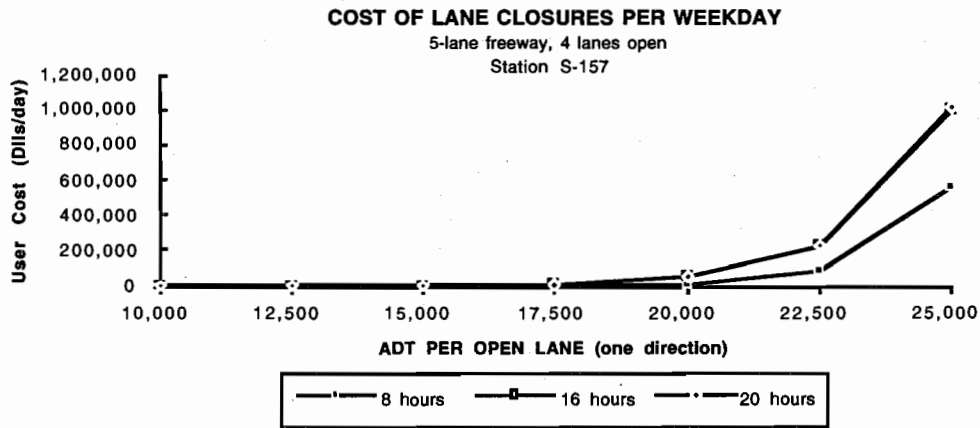 COST OF LANE CLOSURES PER WEEKDAY
5-lane freeway, 4 lanes open
Station S-157
User Cost (Dlls/day)
1,200,000
1,000,000
800,000
600,000
400,000
200,000
0
10,000 12,500 15,000 17,500 20,000 22,500 25,000
ADT PER OPEN LANE (one direction)
8 hours 16 hours 20 hours